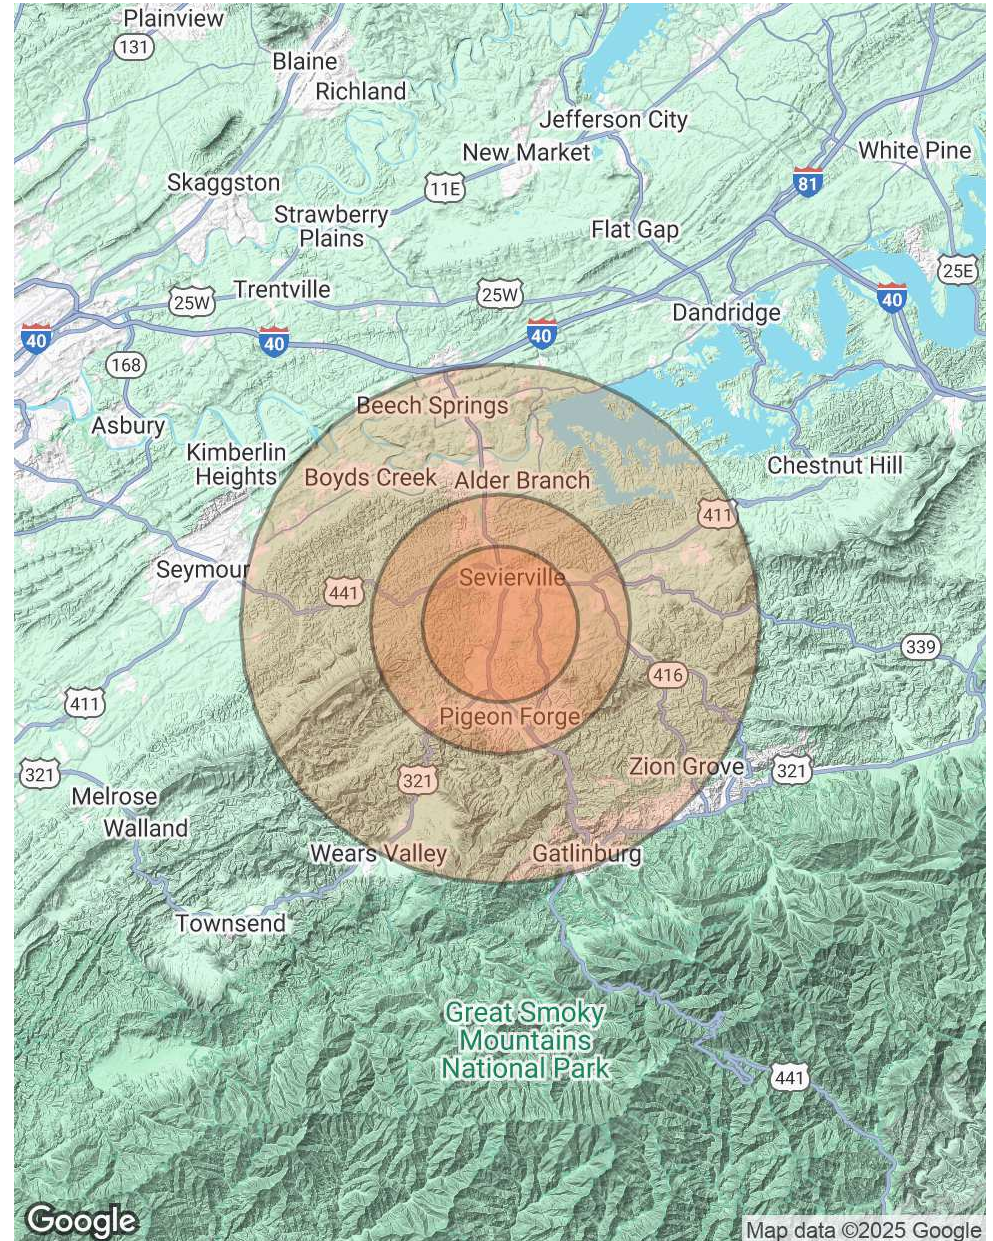 Plainview
131
Blaine
Richland
Jefferson City
New Market
White Pine
Skaggston
11E
81
Strawberry
Plains
Flat Gap
25E
Trentville
25W
25W
40
Dandridge
40
40
40
168
Beech Springs
Asbury
Kimberlin
Heights
Boyds Creek
Alder Branch
Chestnut Hill
411
Seymour
Sevierville
441
339
416
411
Pigeon Forge
321
321
Zion Grove
321
Melrose
Walland
Wears Valley
Gatlinburg
Townsend
Great Smoky
Mountains
National Park
441
Google
Map data ©2025 Google